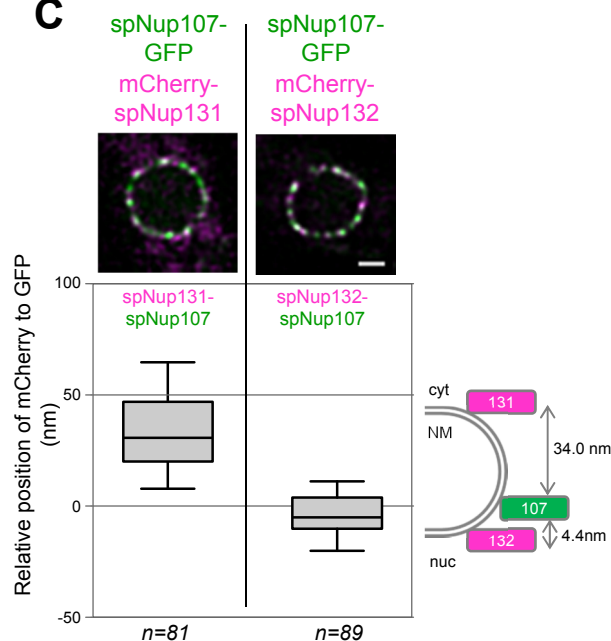 C
spNup107-
GFP
mCherry-
spNup131
spNup107-
GFP
mCherry-
spNup132
Relative position of mCherry to GFP
(nm)
100
50
0
-50
spNup131-
spNup107
spNup132-
spNup107
n=81
n=89
cyt
NM
nuc
131
107
132
34.0 nm
4.4nm